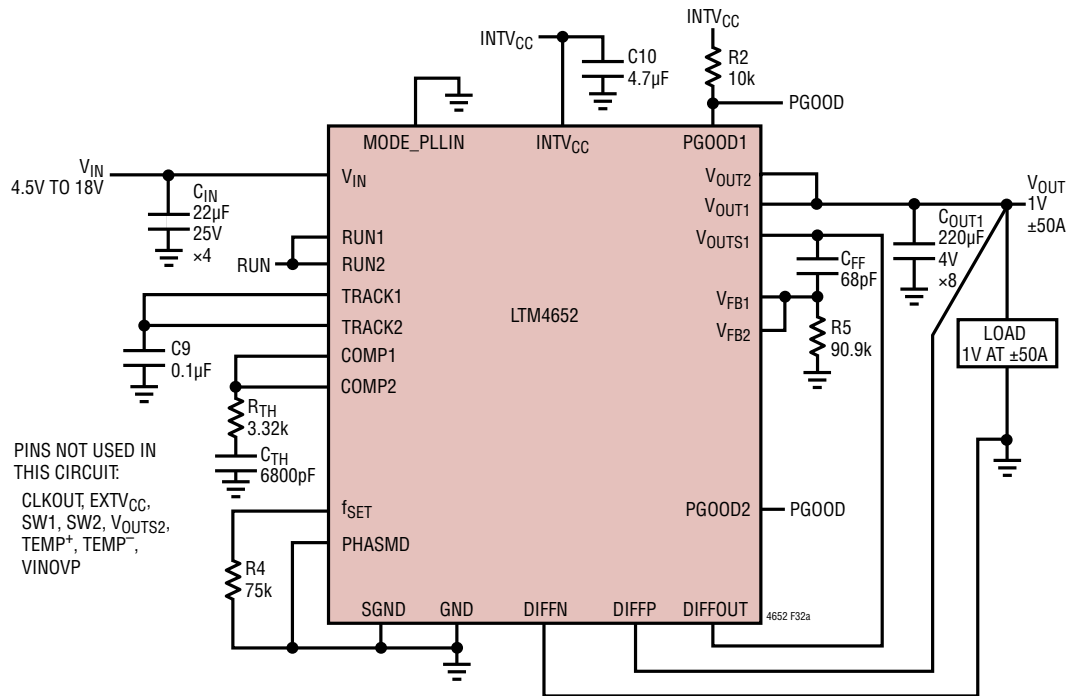 INTVCC
C10
4.7µF
INTVCC
R2
10k
PGOOD
MODE_PLLIN
INTVCC
PGOOD1
VIN
4.5V TO 18V
CIN
22µF
25V
×4
VIN
RUN
RUN1
RUN2
TRACK1
TRACK2
C9
0.1µF
COMP1
COMP2
RTH
3.32k
CTH
6800pF
PINS NOT USED IN
THIS CIRCUIT:
CLKOUT, EXTVCC,
SW1, SW2, VOUTS2,
TEMP+, TEMP–,
VINOVP
fSET
PHASMD
R4
75k
LTM4652
VOUT2
VOUT1
VOUTS1
CFF
68pF
VFB1
VFB2
R5
90.9k
COUT1
220µF
4V
×8
VOUT
1V
±50A
LOAD
1V AT ±50A
PGOOD2
PGOOD
SGND
GND
DIFFN
DIFFP
DIFFOUT
4652 F32a